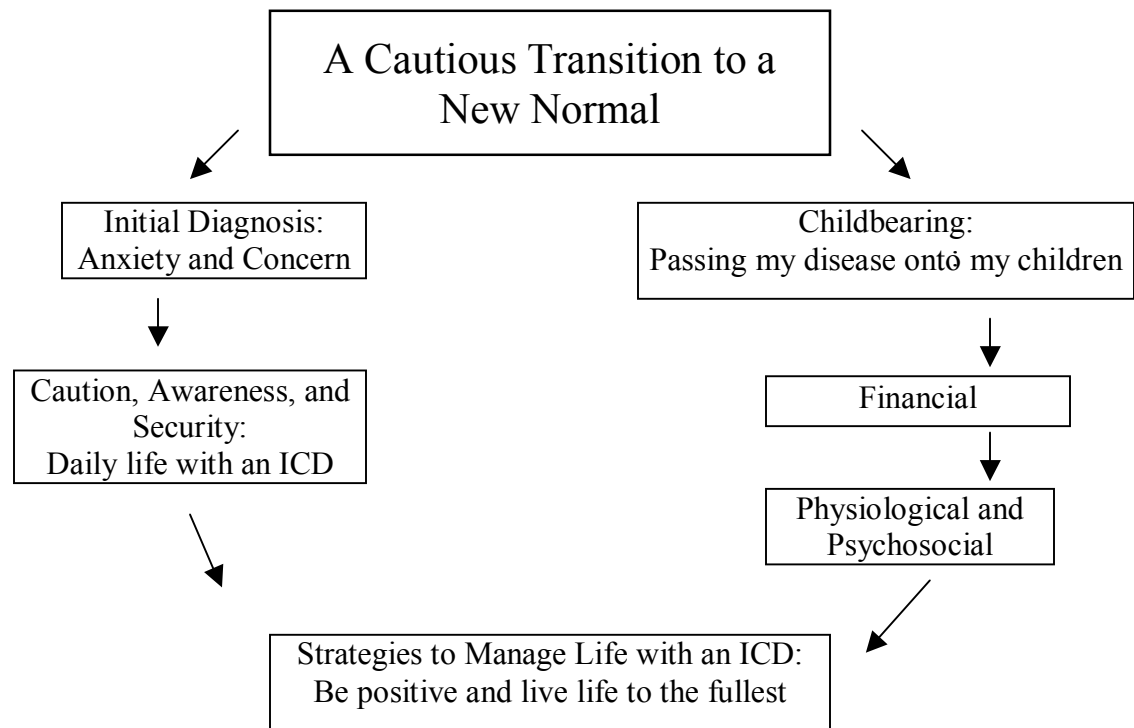 A Cautious Transition to a
New Normal
Initial Diagnosis:
Anxiety and Concern
Childbearing:
Passing my disease onto my children
Caution, Awareness, and
Security:
Daily life with an ICD
Financial
Physiological and
Psychosocial
Strategies to Manage Life with an ICD:
Be positive and live life to the fullest